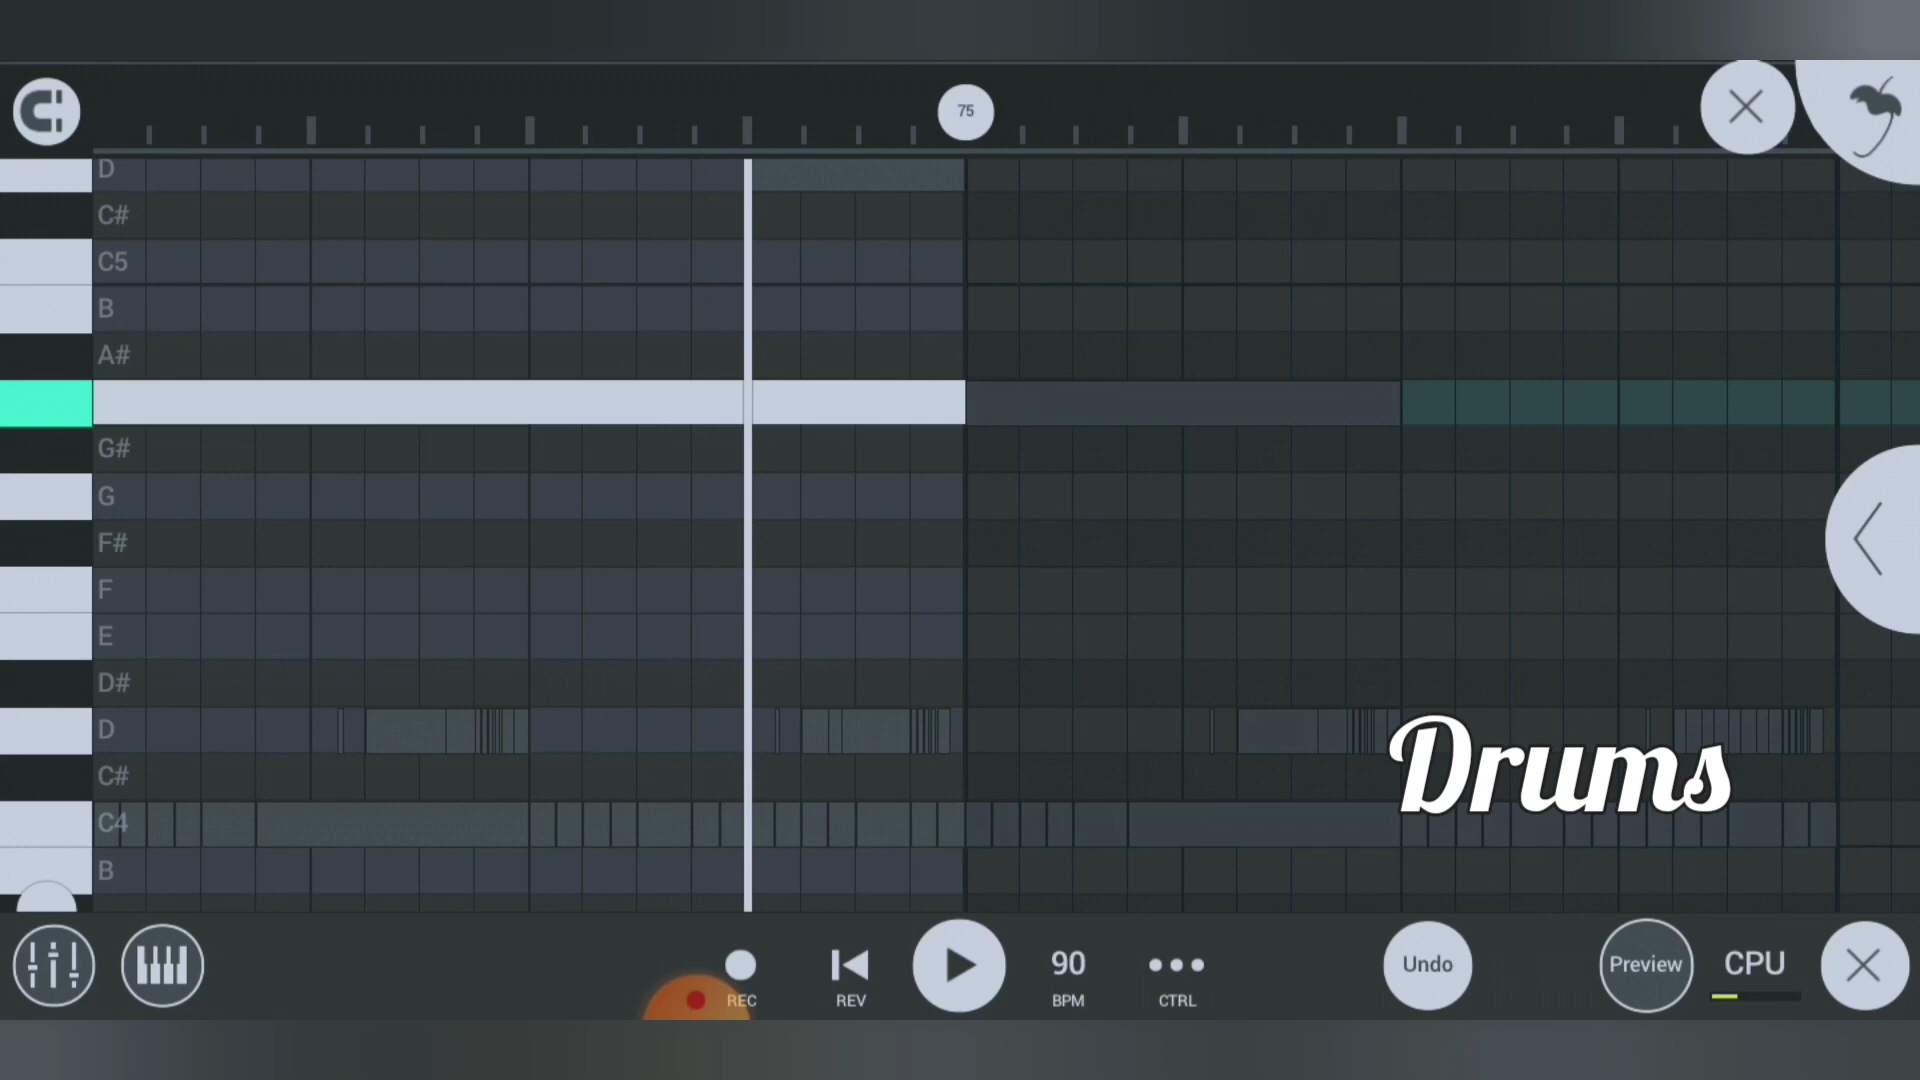 75
D
C#
C5
B
A#
G#
G
F#
F
E
D#
D
C#
C4
B
Drums
REC
REV
90
BPM
CTRL
Undo
Preview
CPU